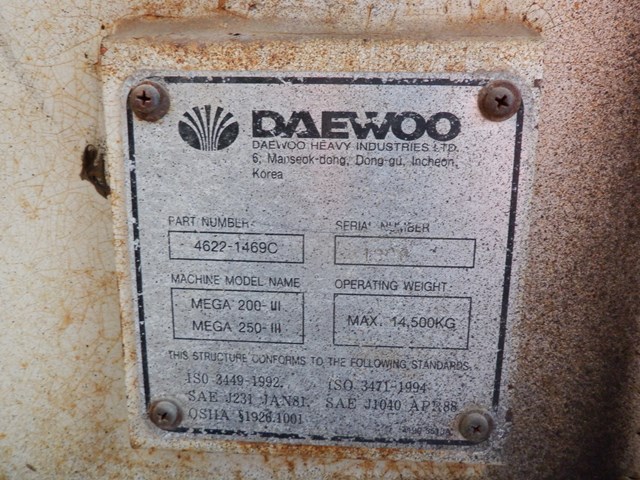 DAEWOO
DAEWOO HEAVY INDUSTRIES LTD.
6, Manseok-dong, Dong-gu, Incheon,
Korea
PART NUMBER SERIAL NUMBER
4622-1469C
MACHINE MODEL NAME OPERATING WEIGHT
MEGA 200-III
MEGA 250-III
MAX. 14,500KG
THIS STRUCTURE CONFORMS TO THE FOLLOWING STANDARDS
ISO 3449-1992, ISO 3471-1994
SAE J231 JAN81, SAE J1040 APR88
OSHA §1926.1001